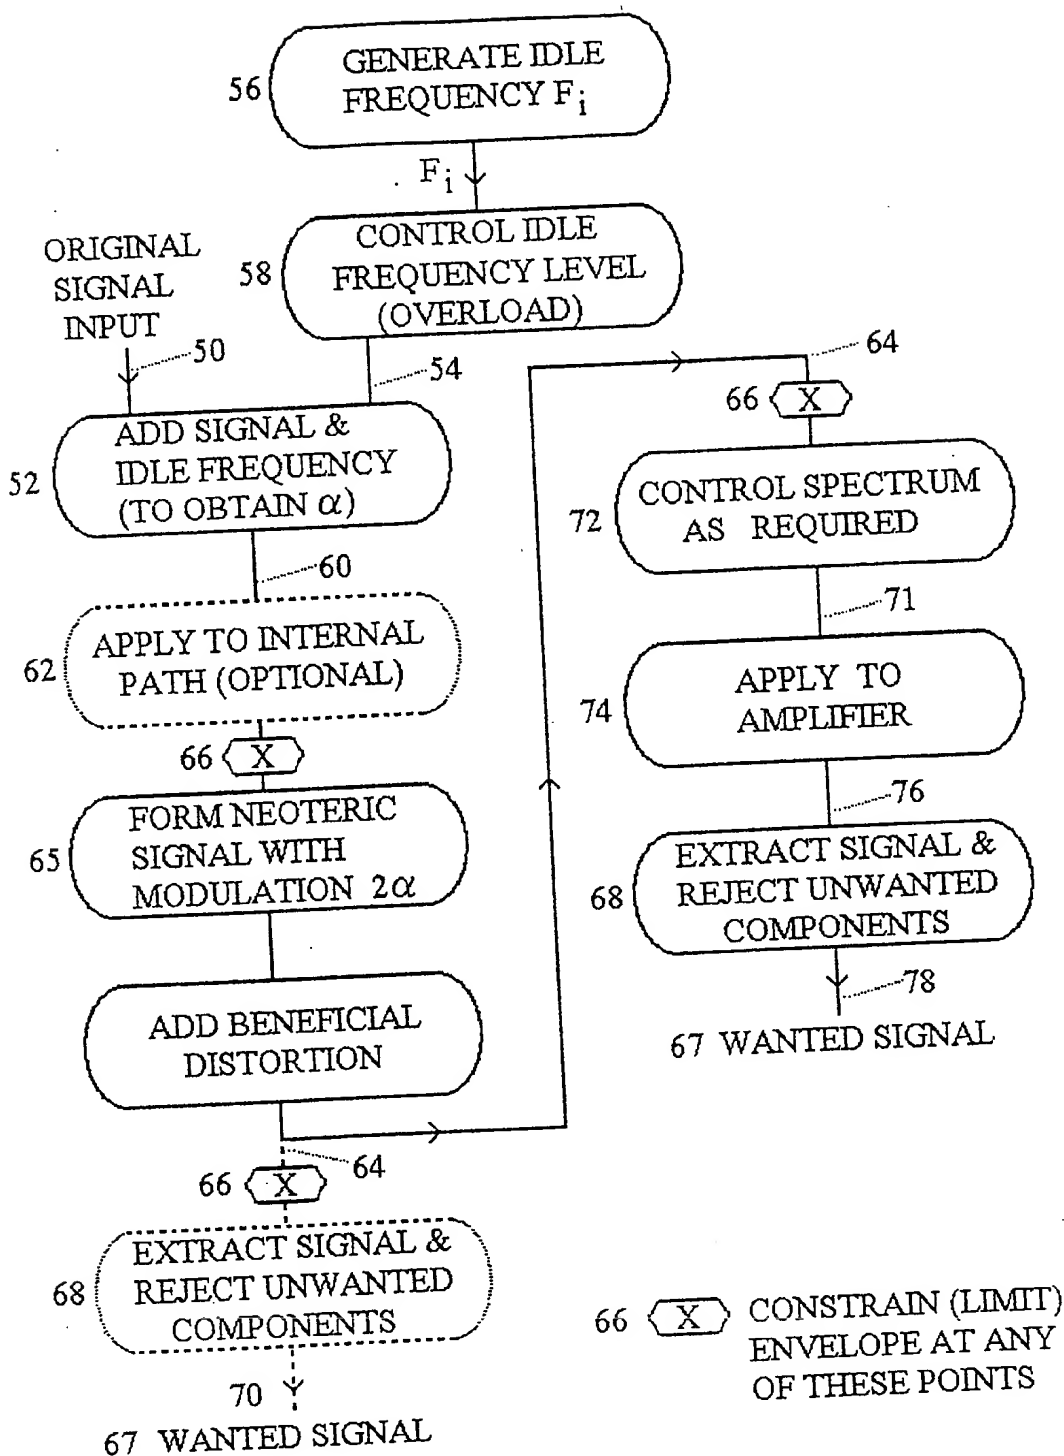 56
GENERATE IDLE
FREQUENCY Fi
Fi
ORIGINAL
SIGNAL
INPUT
50
58
CONTROL IDLE
FREQUENCY LEVEL
(OVERLOAD)
54
52
ADD SIGNAL &
IDLE FREQUENCY
(TO OBTAIN α)
60
62
APPLY TO INTERNAL
PATH (OPTIONAL)
66 X
65
FORM NEOTERIC
SIGNAL WITH
MODULATION 2α
ADD BENEFICIAL
DISTORTION
64
66 X
68
EXTRACT SIGNAL &
REJECT UNWANTED
COMPONENTS
70
67 WANTED SIGNAL
64
66 X
72
CONTROL SPECTRUM
AS REQUIRED
71
74
APPLY TO
AMPLIFIER
76
68
EXTRACT SIGNAL &
REJECT UNWANTED
COMPONENTS
78
67 WANTED SIGNAL
66 X CONSTRAIN (LIMIT)
ENVELOPE AT ANY
OF THESE POINTS